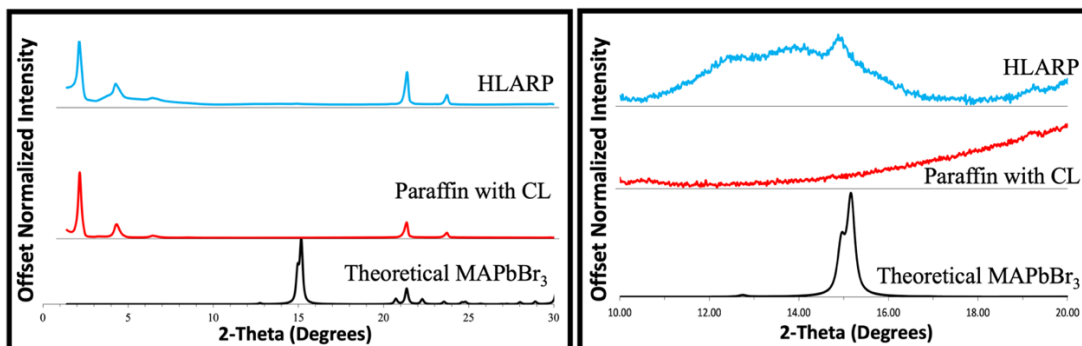 Offset Normalized Intensity
HLARP
Paraffin with CL
Theoretical MAPbBr₃
0 5 10 15 20 25 30
2-Theta (Degrees)
Offset Normalized Intensity
HLARP
Paraffin with CL
Theoretical MAPbBr₃
10.00 12.00 14.00 16.00 18.00 20.00
2-Theta (Degrees)